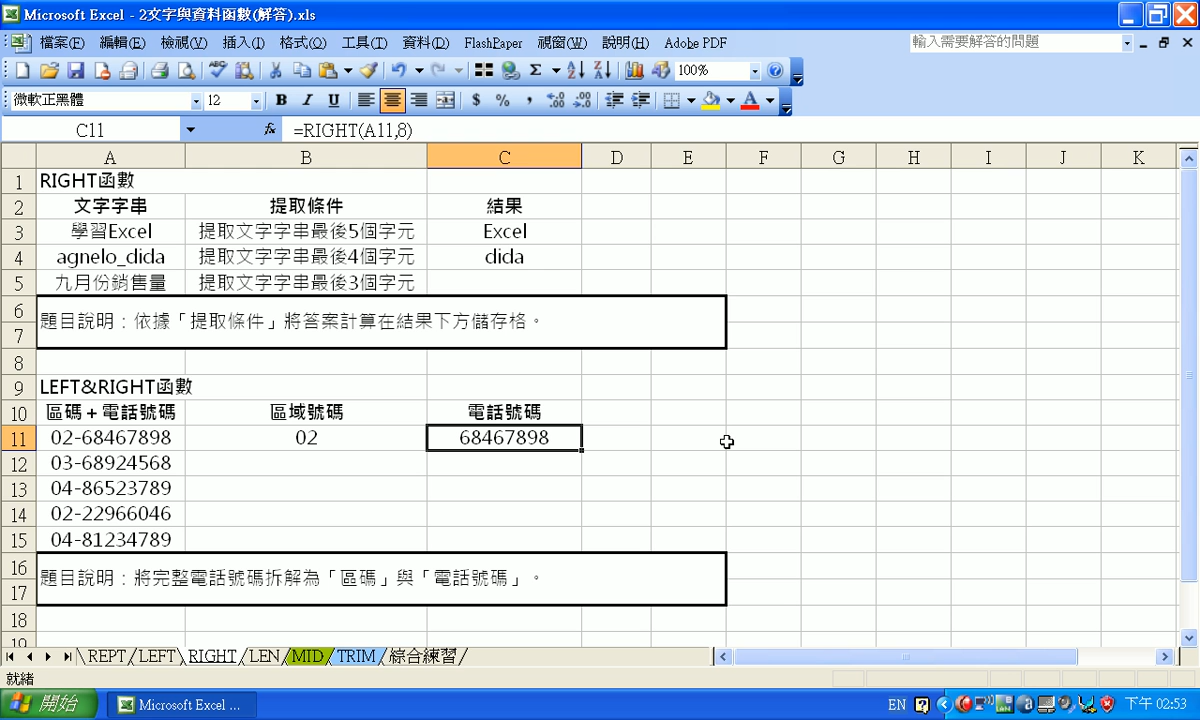 Microsoft Excel - 2文字與資料函數(解答).xls
檔案(F) 編輯(E) 檢視(V) 插入(I) 格式(O) 工具(T) 資料(D) FlashPaper 視窗(W) 說明(H) Adobe PDF 輸入需要解答的問題
100%
微軟正黑體 12 B I U $ % ,
C11 fx =RIGHT(A11,8)
A B C D E F G H I J K
1 RIGHT函數
2 文字字串 提取條件 結果
3 學習Excel 提取文字字串最後5個字元 Excel
4 agnelo_dida 提取文字字串最後4個字元 dida
5 九月份銷售量 提取文字字串最後3個字元
6
題目說明：依據「提取條件」將答案計算在結果下方儲存格。
7
8
9 LEFT&RIGHT函數
10 區碼＋電話號碼 區域號碼 電話號碼
11 02-68467898 02 68467898
12 03-68924568
13 04-86523789
14 02-22966046
15 04-81234789
16
題目說明：將完整電話號碼拆解為「區碼」與「電話號碼」。
17
18
19
REPT LEFT RIGHT LEN MID TRIM 綜合練習
就緒
開始 Microsoft Excel ... EN 下午 02:53